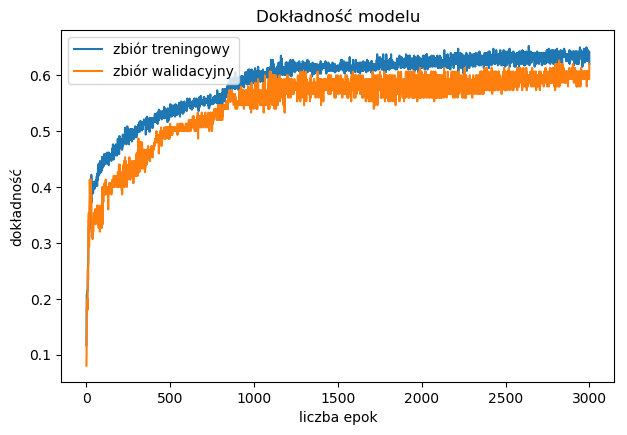 Dokładność modelu
zbiór treningowy
zbiór walidacyjny
dokładność
0.6
0.5
0.4
0.3
0.2
0.1
0 500 1000 1500 2000 2500 3000
liczba epok